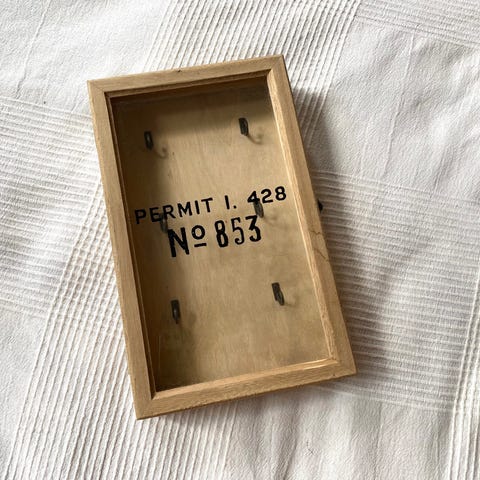 PERMIT I. 428
Nº 853